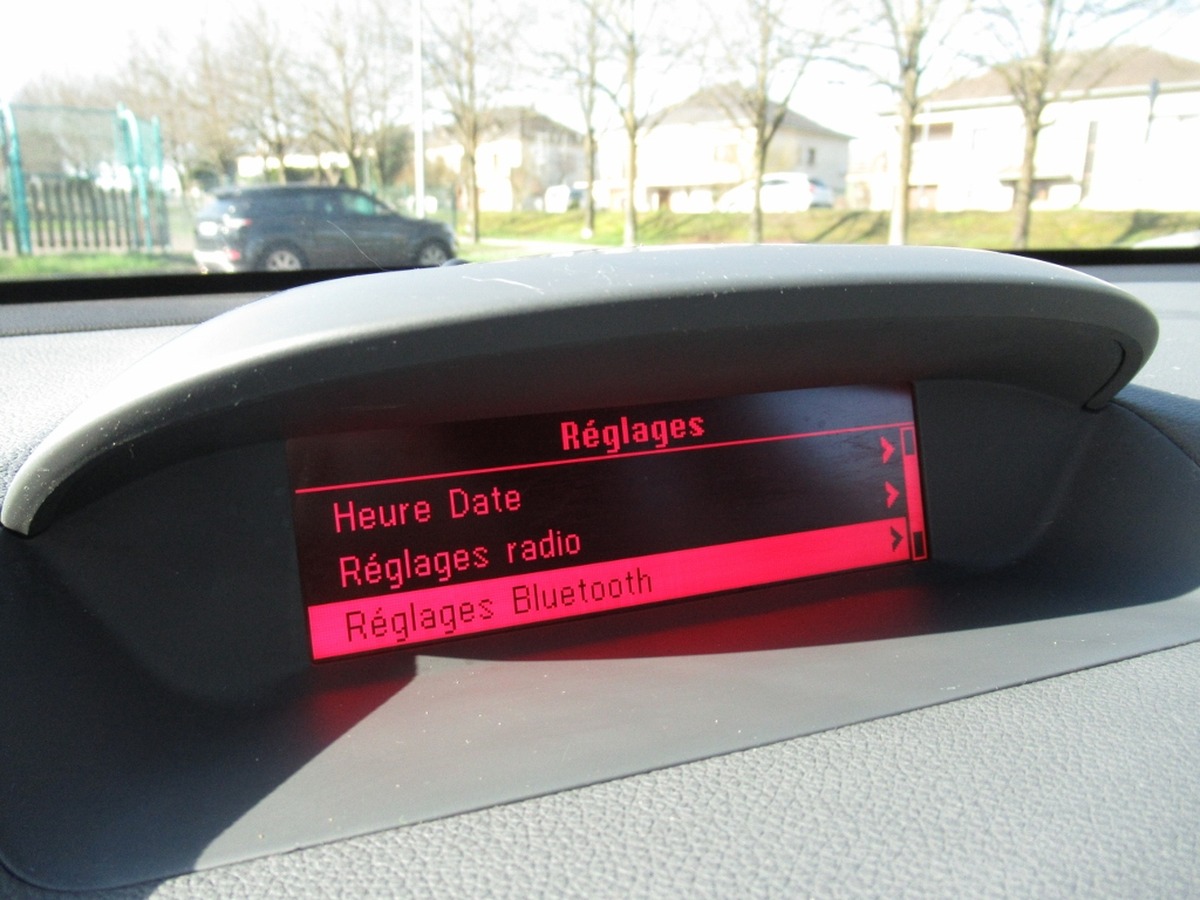 Réglages
Heure Date
Réglages radio
Réglages Bluetooth